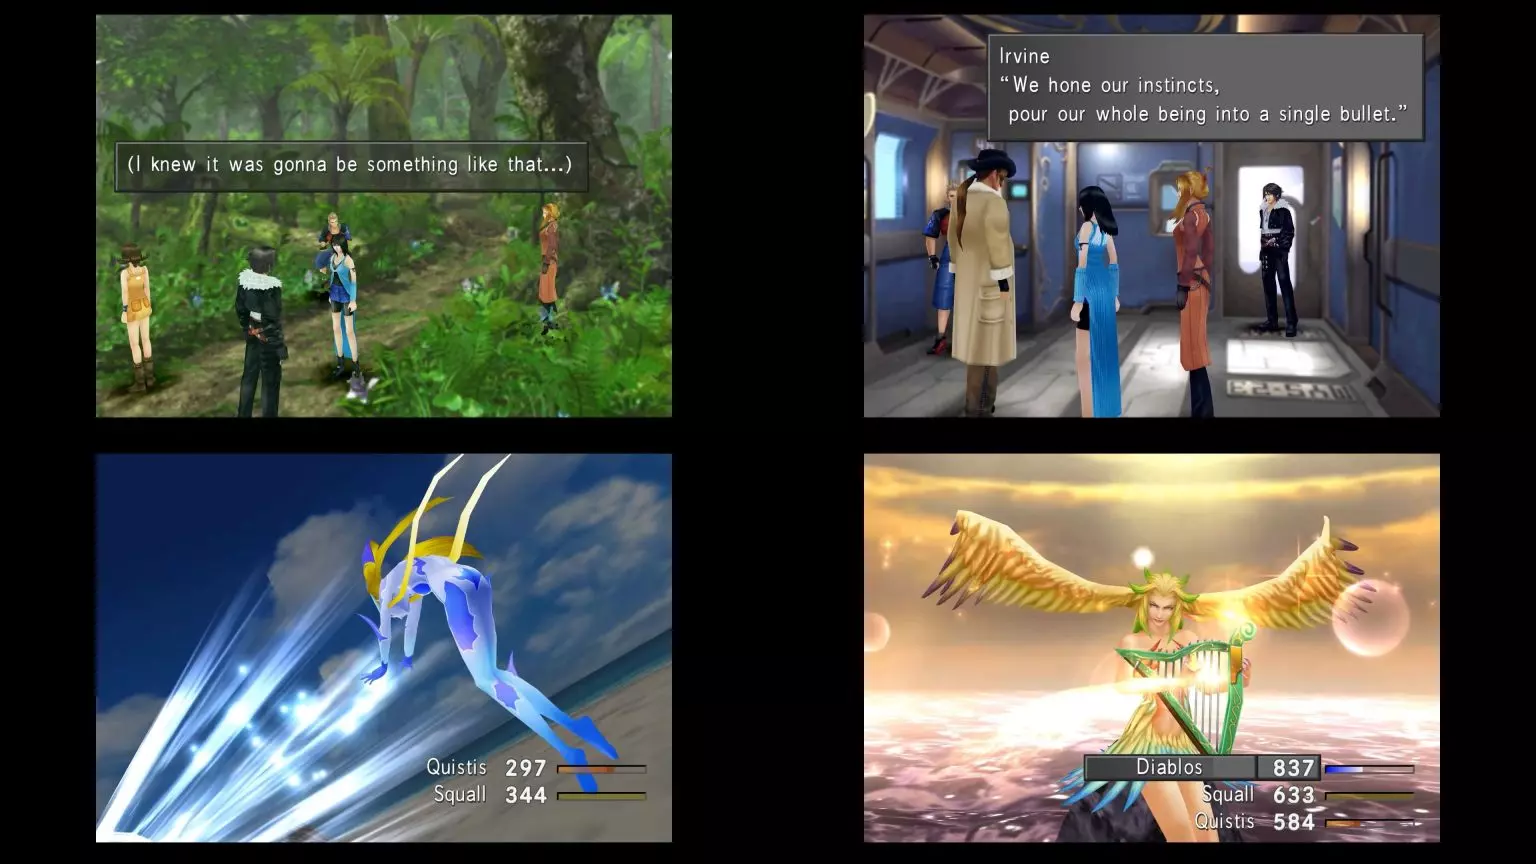 (I knew it was gonna be something like that...)
Irvine
“We hone our instincts,
pour our whole being into a single bullet.”
Quistis 297
Squall 344
Diablos 837
Squall 633
Quistis 584